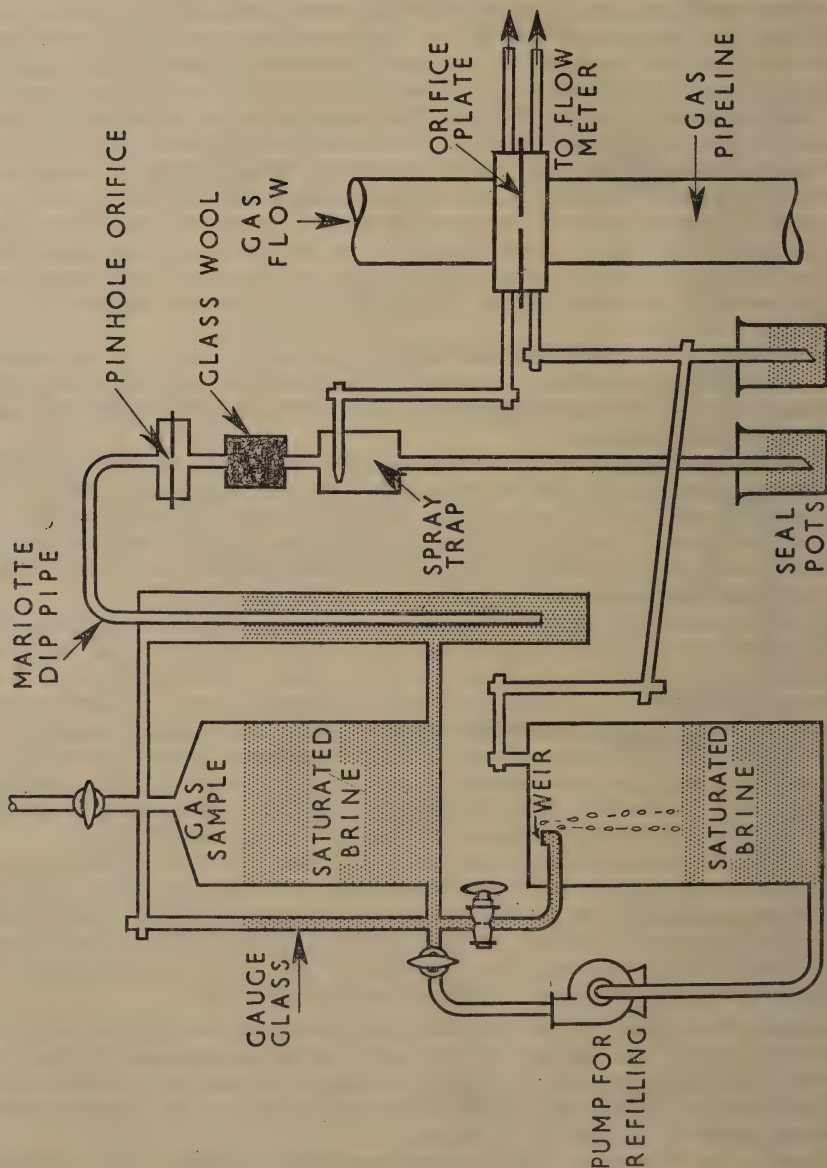 MARIOTTE
DIP PIPE
PINHOLE ORIFICE
GLASS WOOL
GAS
FLOW
ORIFICE
PLATE
TO FLOW
METER
GAS
PIPELINE
GAS
SAMPLE
SATURATED
BRINE
SPRAY
TRAP
GAUGE
GLASS
WEIR
SATURATED
BRINE
SEAL
POTS
PUMP FOR
REFILLING